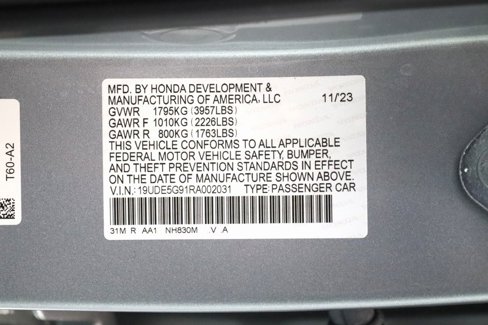 MFD. BY HONDA DEVELOPMENT &
MANUFACTURING OF AMERICA, LLC 11/23
GVWR 1795KG (3957LBS)
GAWR F 1010KG (2226LBS)
GAWR R 800KG (1763LBS)
THIS VEHICLE CONFORMS TO ALL APPLICABLE
FEDERAL MOTOR VEHICLE SAFETY, BUMPER,
AND THEFT PREVENTION STANDARDS IN EFFECT
ON THE DATE OF MANUFACTURE SHOWN ABOVE.
V.I.N.: 19UDE5G91RA002031 TYPE: PASSENGER CAR
31M R AA1 NH830M V A
T60-A2